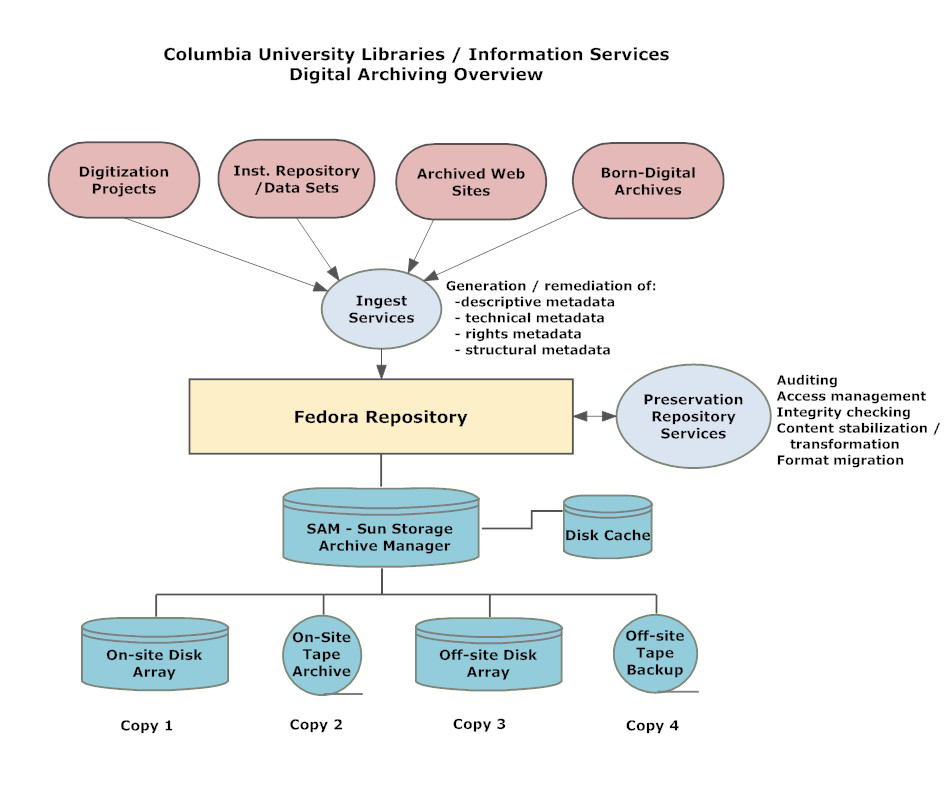 Columbia University Libraries / Information Services
Digital Archiving Overview
Digitization
Projects
Inst. Repository
/Data Sets
Archived Web
Sites
Born-Digital
Archives
Ingest
Services
Generation / remediation of:
-descriptive metadata
- technical metadata
- rights metadata
- structural metadata
Fedora Repository
Preservation
Repository
Services
Auditing
Access management
Integrity checking
Content stabilization /
transformation
Format migration
SAM - Sun Storage
Archive Manager
Disk Cache
On-site Disk
Array
On-Site
Tape
Archive
Off-site Disk
Array
Off-site
Tape
Backup
Copy 1
Copy 2
Copy 3
Copy 4